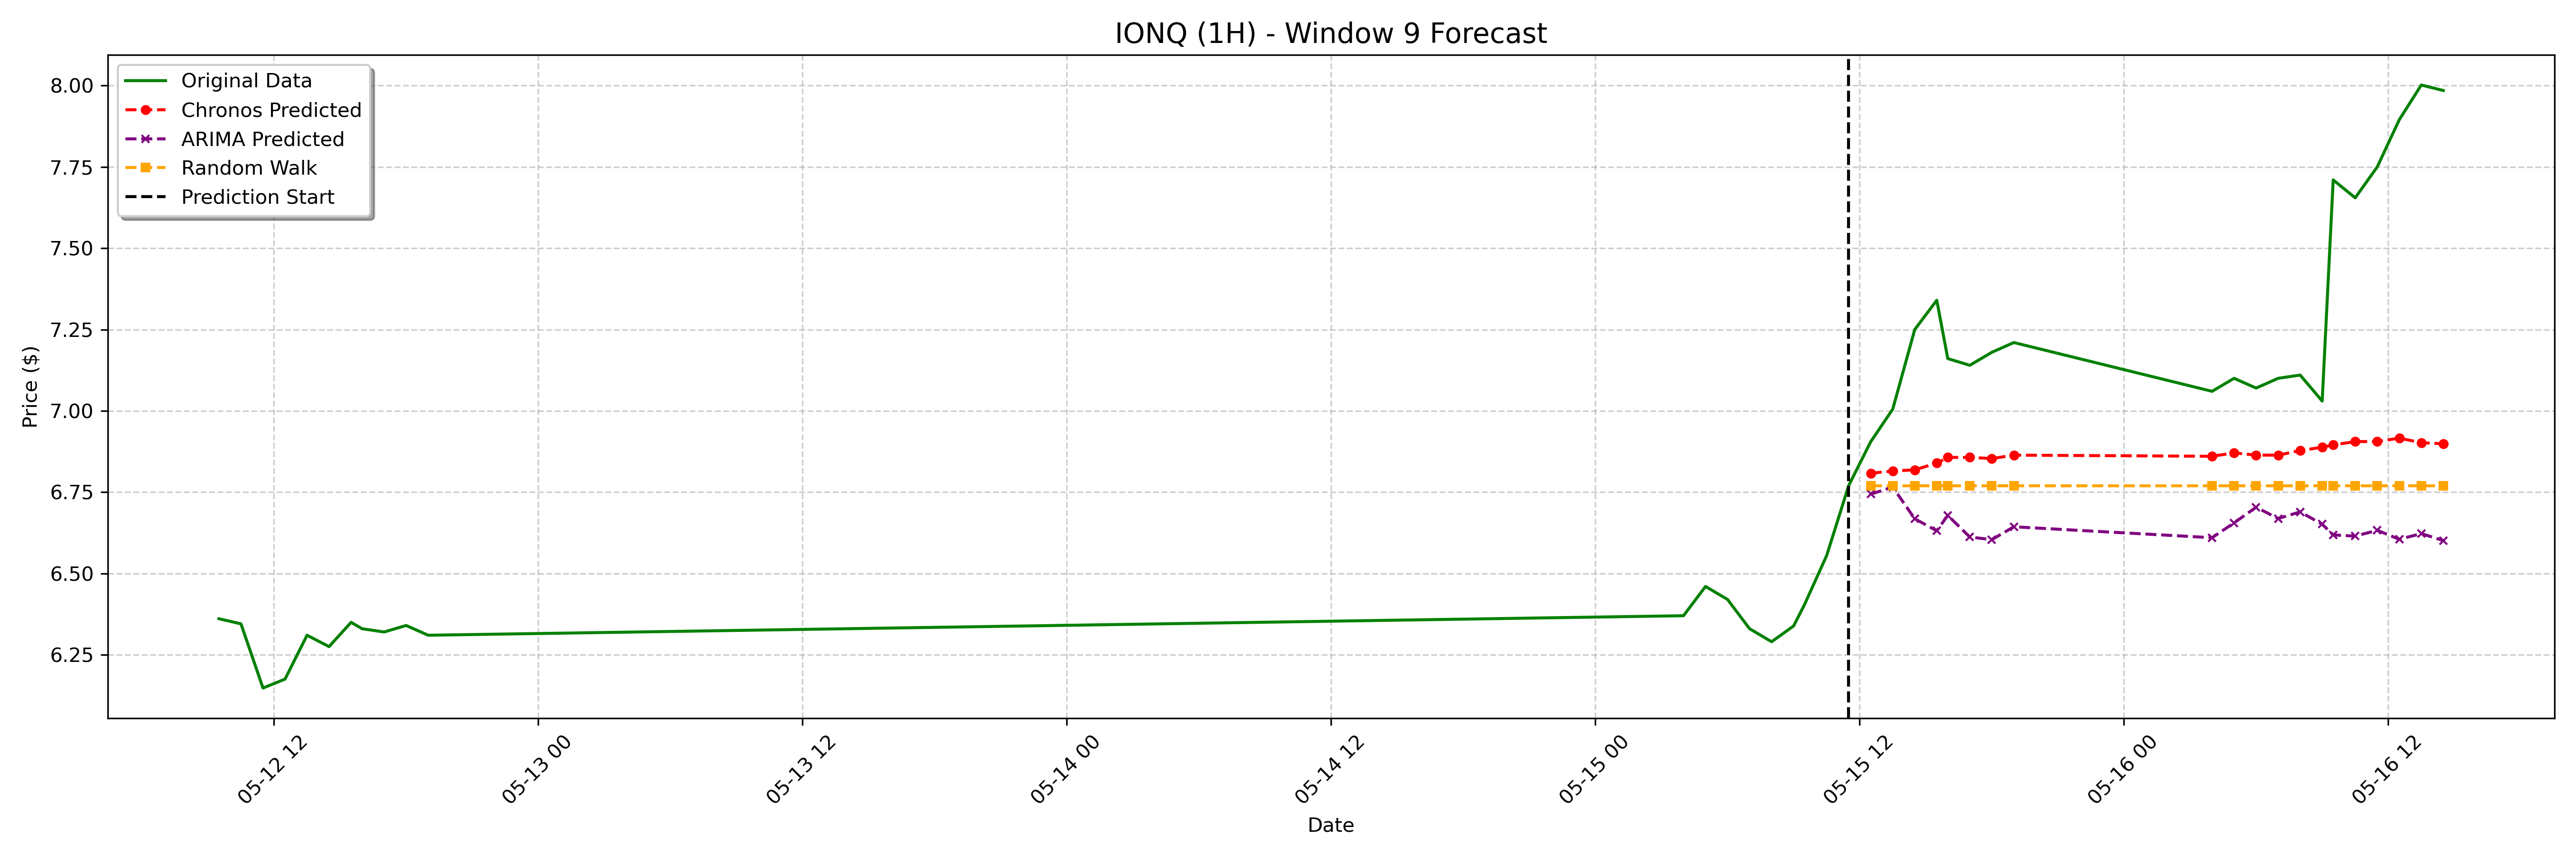 IONQ (1H) - Window 9 Forecast
Original Data
Chronos Predicted
ARIMA Predicted
Random Walk
Prediction Start
Price ($)
8.00
7.75
7.50
7.25
7.00
6.75
6.50
6.25
05-12 12
05-13 00
05-13 12
05-14 00
05-14 12
05-15 00
05-15 12
05-16 00
05-16 12
Date